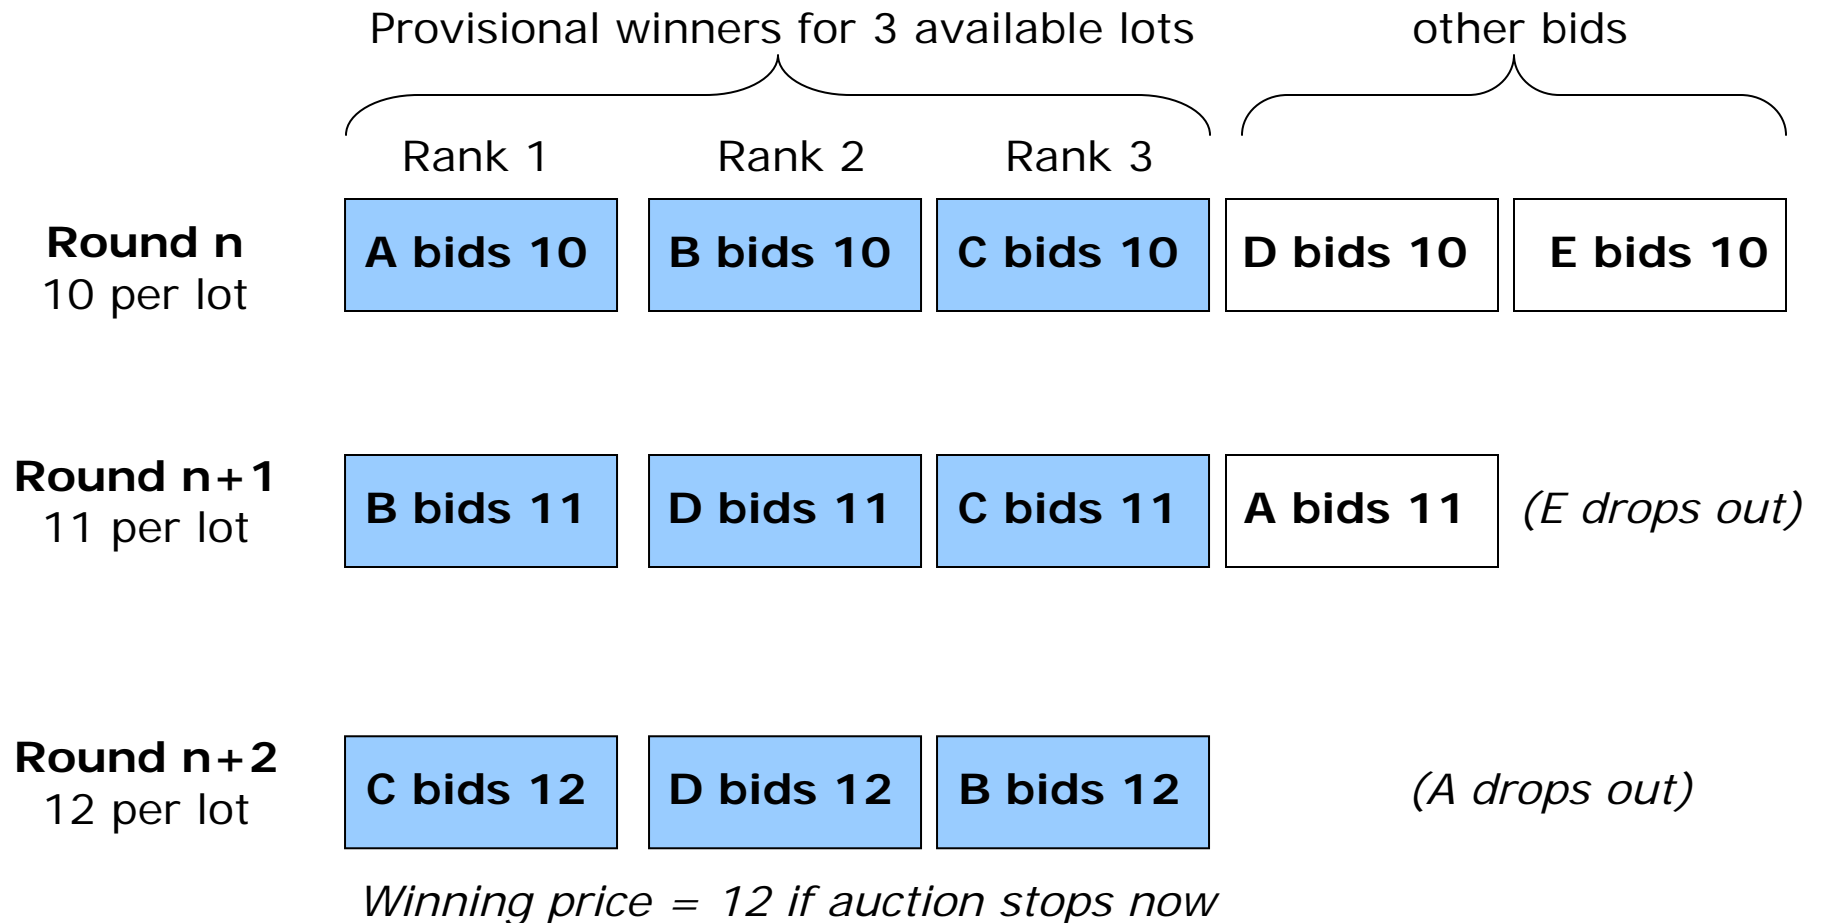 Provisional winners for 3 available lots
other bids
Rank 1
Rank 2
Rank 3
Round n
10 per lot
A bids 10
B bids 10
C bids 10
D bids 10
E bids 10
Round n+1
11 per lot
B bids 11
D bids 11
C bids 11
A bids 11
(E drops out)
Round n+2
12 per lot
C bids 12
D bids 12
B bids 12
(A drops out)
Winning price = 12 if auction stops now